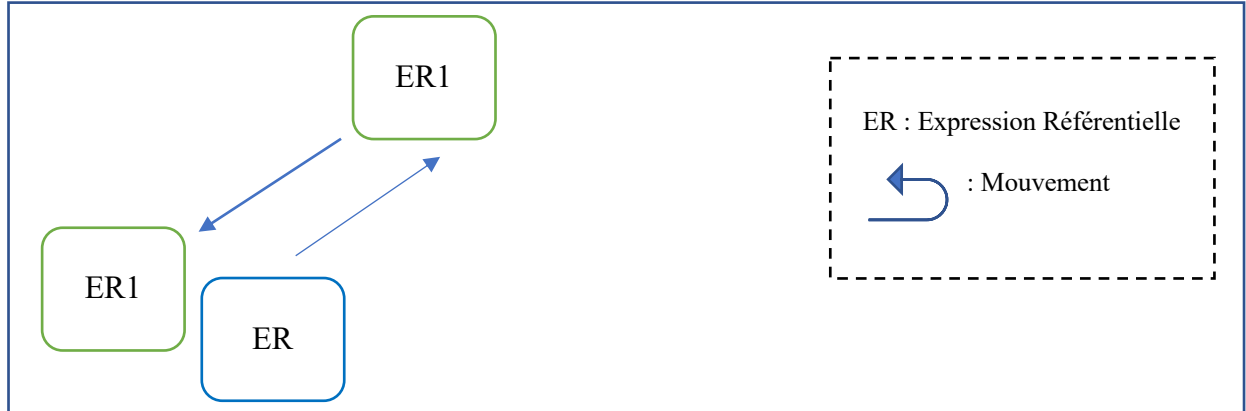 ER1
ER : Expression Référentielle
: Mouvement
ER1
ER